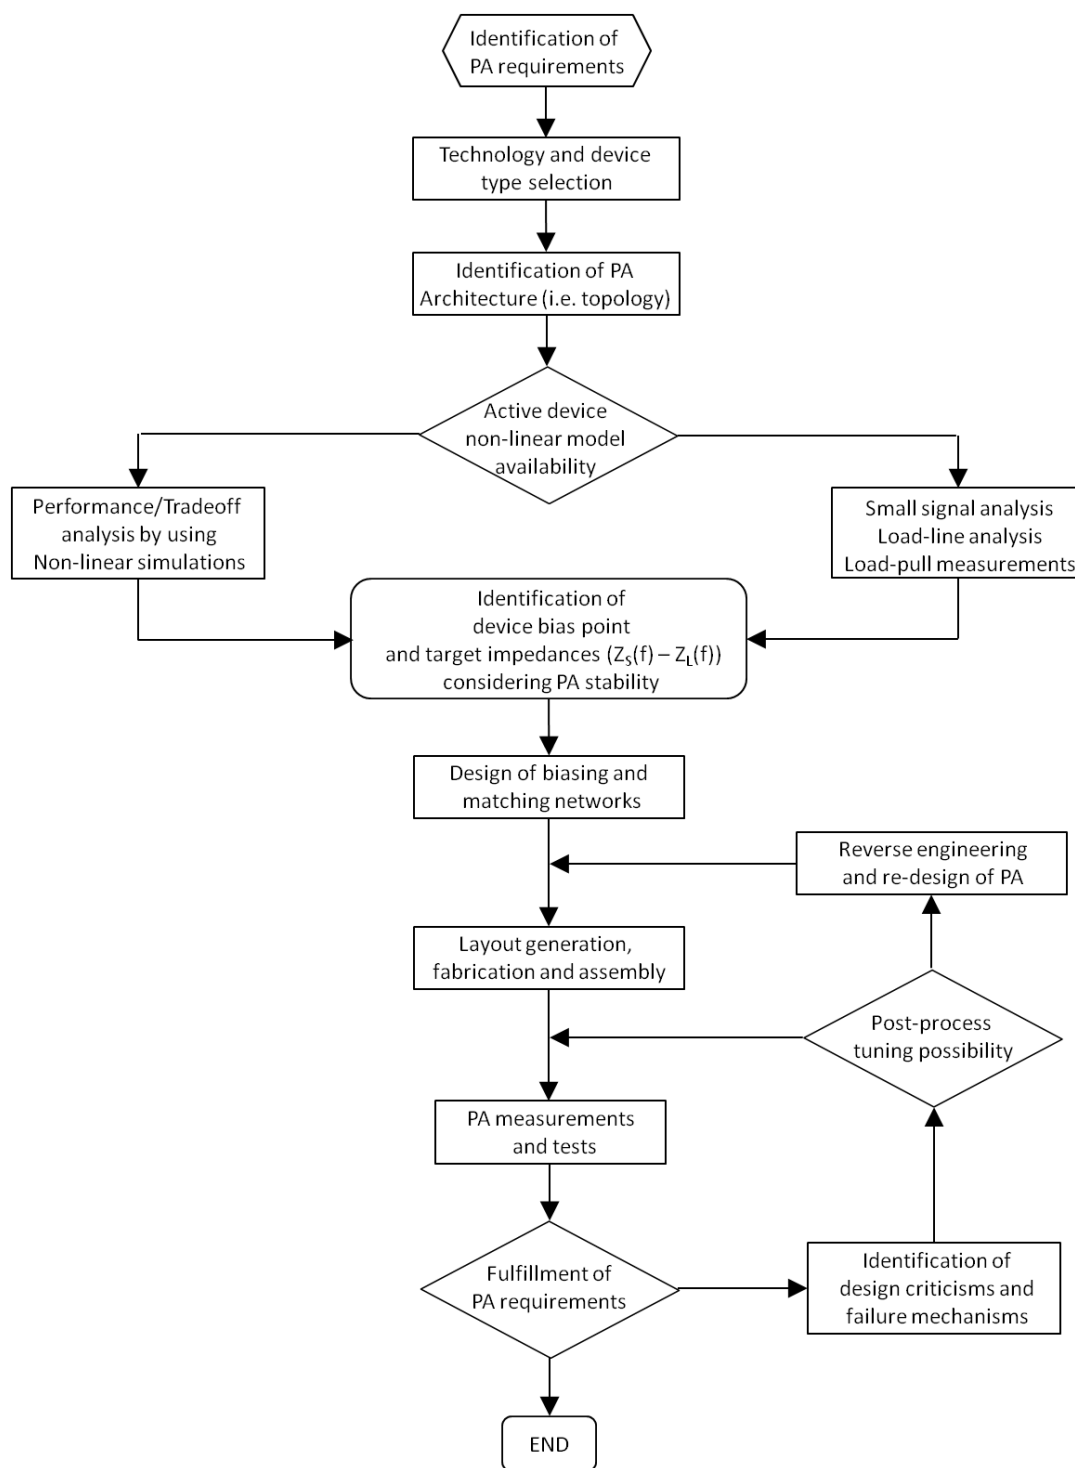 Identification of
PA requirements
Technology and device
type selection
Identification of PA
Architecture (i.e. topology)
Active device
non-linear model
availability
Performance/Tradeoff
analysis by using
Non-linear simulations
Small signal analysis
Load-line analysis
Load-pull measurements
Identification of
device bias point
and target impedances (ZS(f) – ZL(f))
considering PA stability
Design of biasing and
matching networks
Reverse engineering
and re-design of PA
Layout generation,
fabrication and assembly
Post-process
tuning possibility
PA measurements
and tests
Fulfillment of
PA requirements
Identification of
design criticisms and
failure mechanisms
END